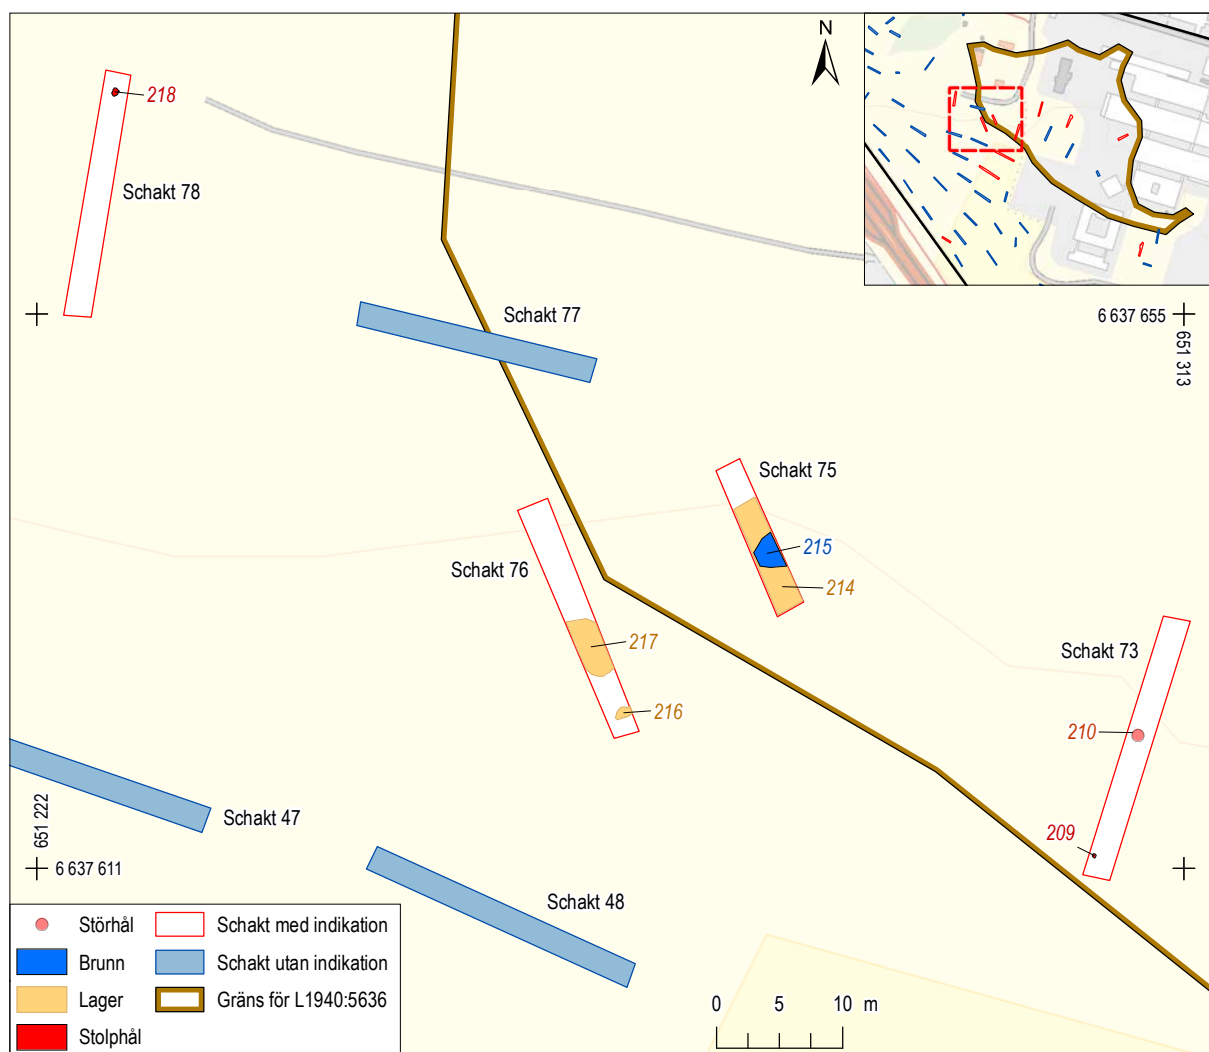 N
218
Schakt 78
Schakt 77
6 637 655
651 313
Schakt 75
215
214
Schakt 76
217
216
Schakt 73
210
209
Schakt 47
651 222
6 637 611
Schakt 48
Störhål
Schakt med indikation
Brunn
Schakt utan indikation
Lager
Gräns för L1940:5636
Stolphål
0 5 10 m